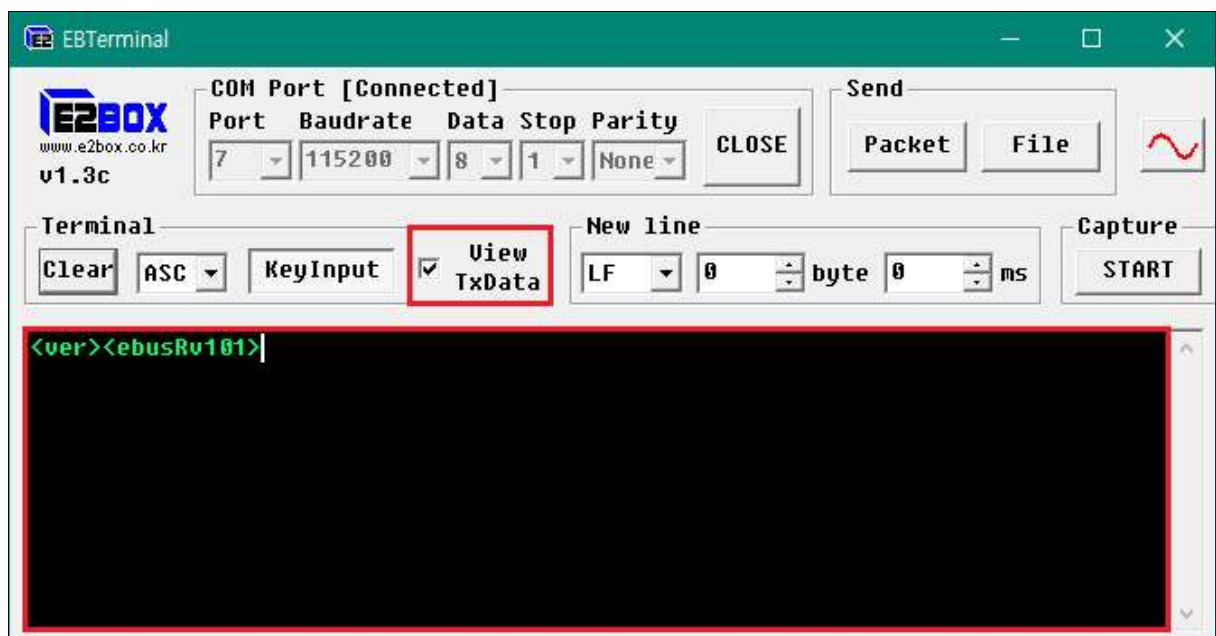 EBTerminal
E2BOX
www.e2box.co.kr
v1.3c
COM Port [Connected]
Port Baudrate Data Stop Parity
7 115200 8 1 None
CLOSE
Send
Packet File
Terminal
Clear ASC KeyInput
View
TxData
New line
LF 0 byte 0 ms
Capture
START
<ver><ebusRv101>